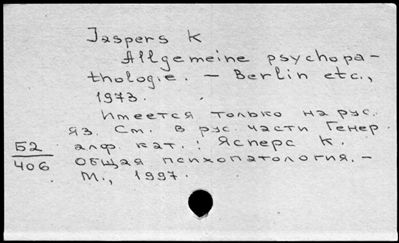 Jaspers K
Allgemeine psychopa-
thologie. – Berlin etc.,
1973.
Имеется только на рус.
яз. См. в рус. части Генер.
алф. кат.: Ясперс К.
Б2
406
общая психопатология. –
М., 1997.